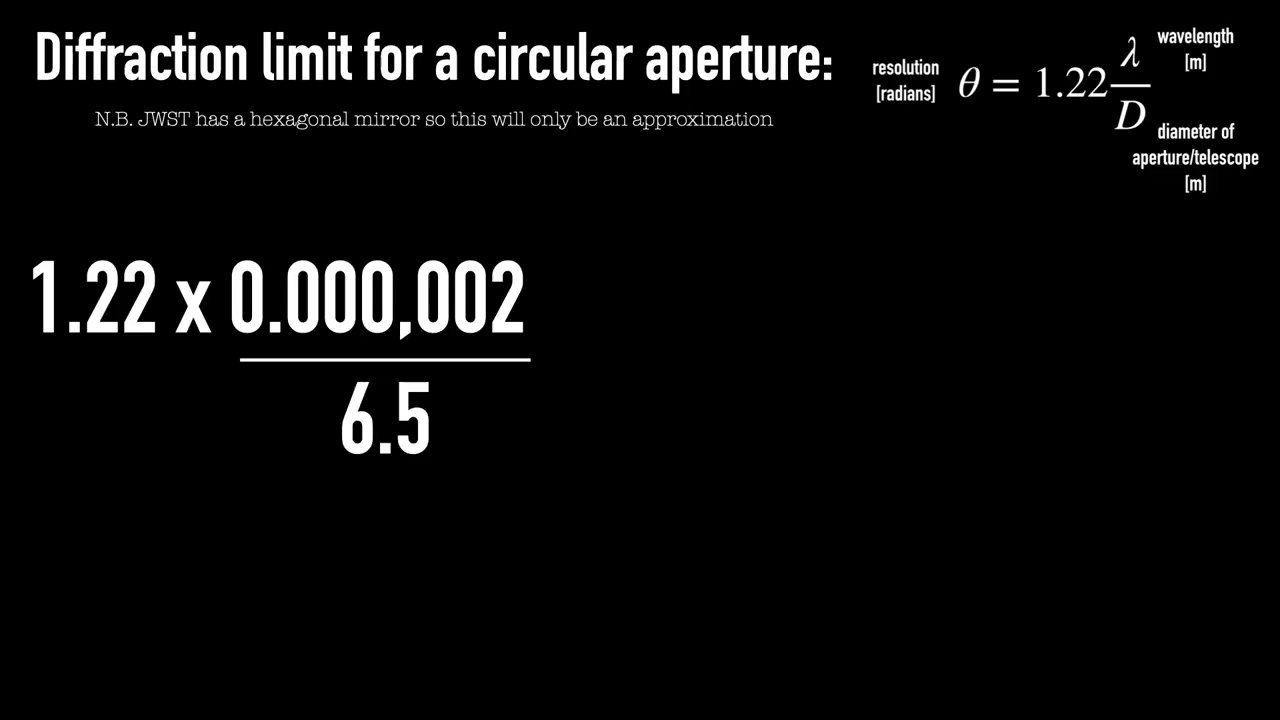 Diffraction limit for a circular aperture:
N.B. JWST has a hexagonal mirror so this will only be an approximation
resolution
[radians]
θ = 1.22 λ/D
wavelength
[m]
diameter of
aperture/telescope
[m]
1.22 x 0.000,002
6.5